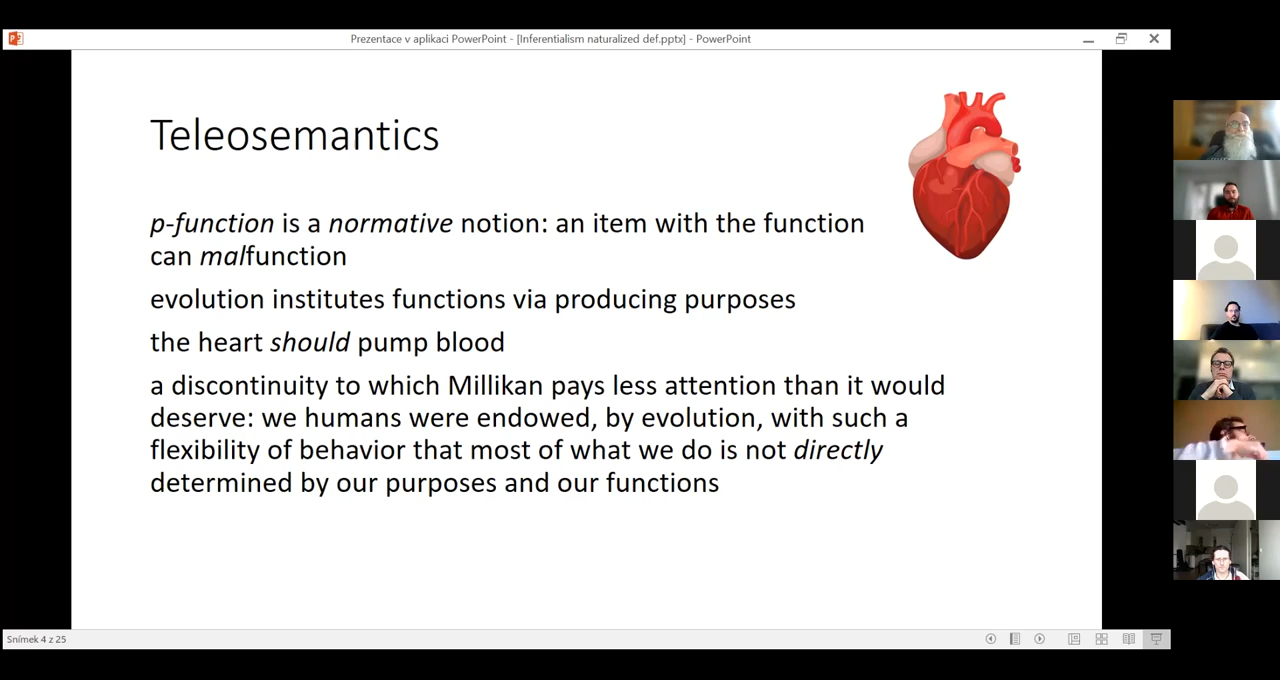 Prezentace v aplikaci PowerPoint - [Inferentialism naturalized def.pptx] - PowerPoint
Teleosemantics
p-function is a normative notion: an item with the function
can malfunction
evolution institutes functions via producing purposes
the heart should pump blood
a discontinuity to which Millikan pays less attention than it would
deserve: we humans were endowed, by evolution, with such a
flexibility of behavior that most of what we do is not directly
determined by our purposes and our functions
Snímek 4 z 25